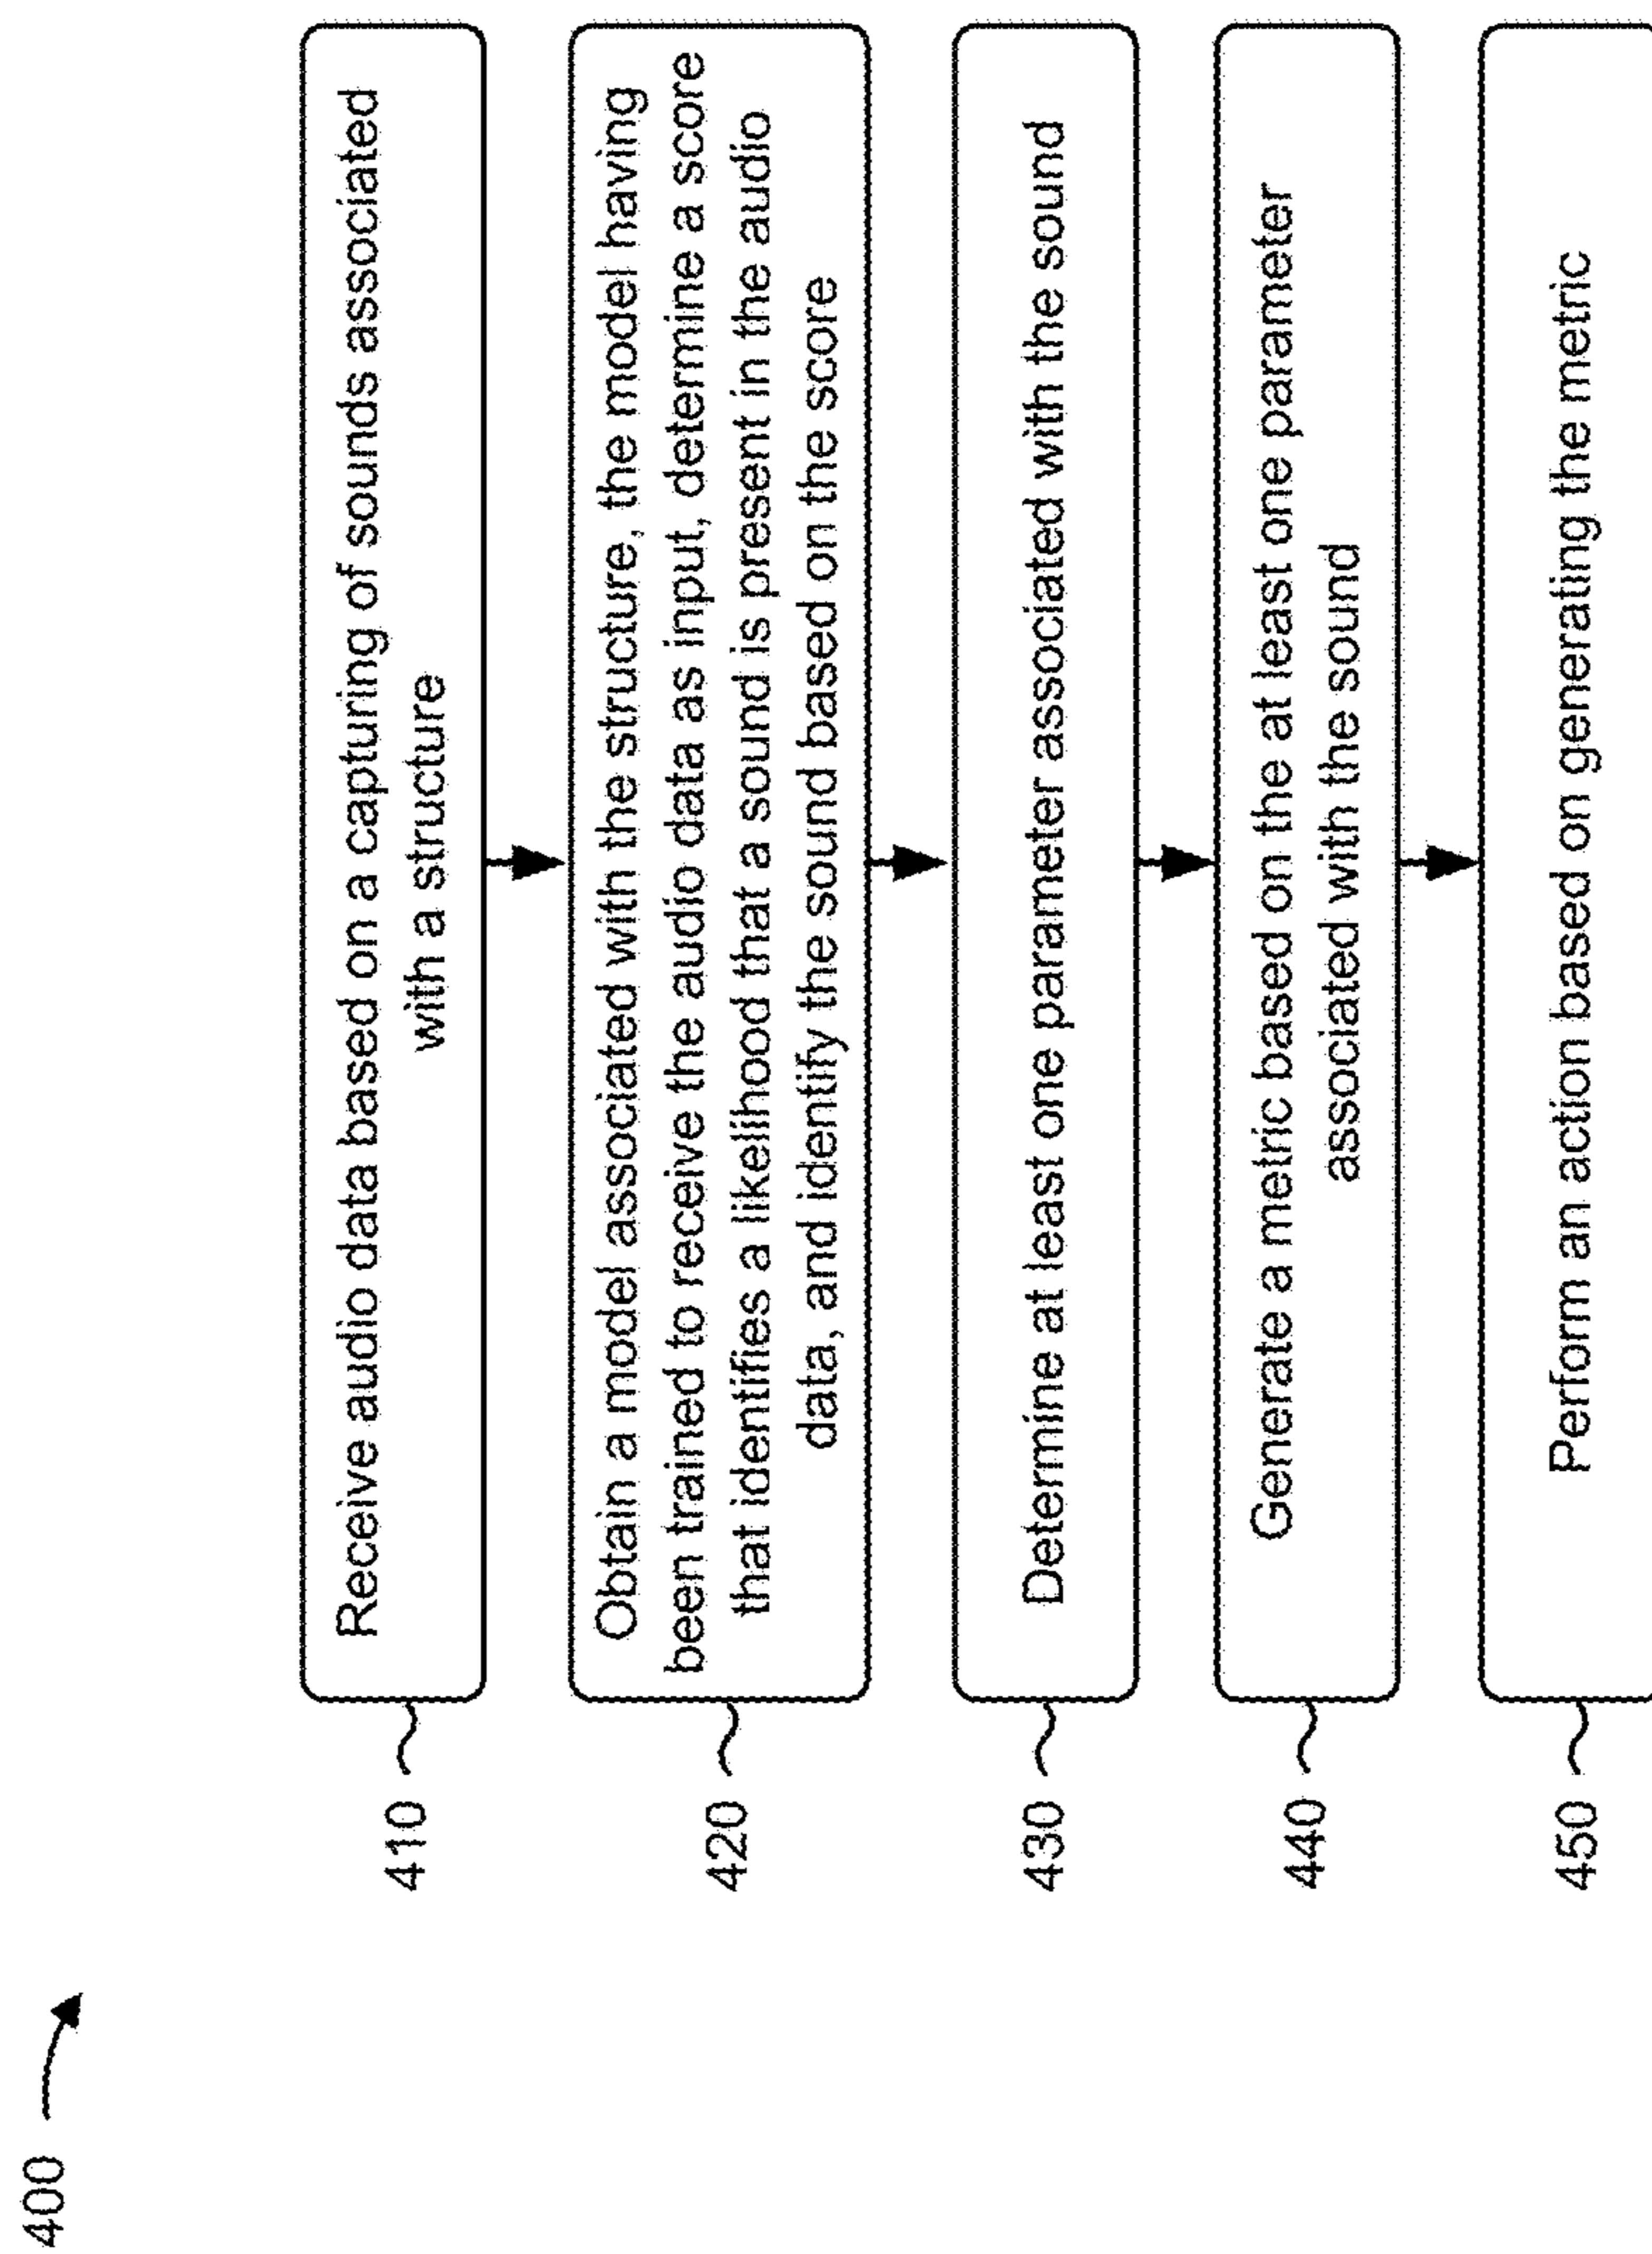 400
410
Receive audio data based on a capturing of sounds associated
with a structure
420
Obtain a model associated with the structure, the model having
been trained to receive the audio data as input, determine a score
that identifies a likelihood that a sound is present in the audio
data, and identify the sound based on the score
430
Determine at least one parameter associated with the sound
440
Generate a metric based on the at least one parameter
associated with the sound
450
Perform an action based on generating the metric